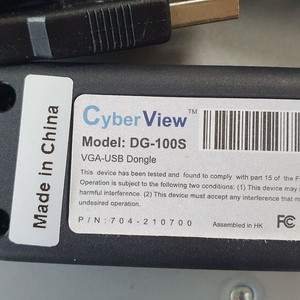 Made in China
CyberView™
Model: DG-100S
VGA-USB Dongle
This device has been tested and found to comply with part 15 of the F
Operation is subject to the following two conditions: (1) This device may
harmful interference. (2) This device must accept any interference that m
undesired operation.
P/N:704-210700
Assembled in HK
FC